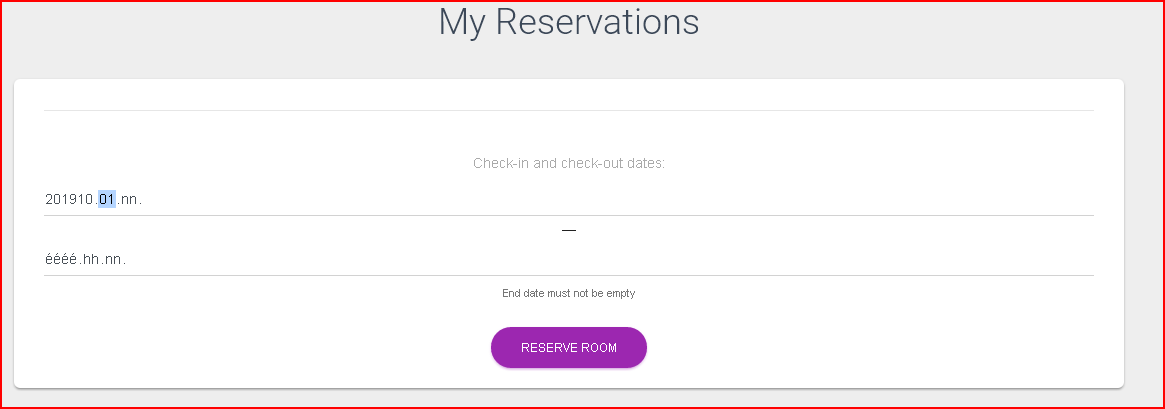 My Reservations
Check-in and check-out dates:
201910.01.nn.
—
éééé.hh.nn.
End date must not be empty
RESERVE ROOM